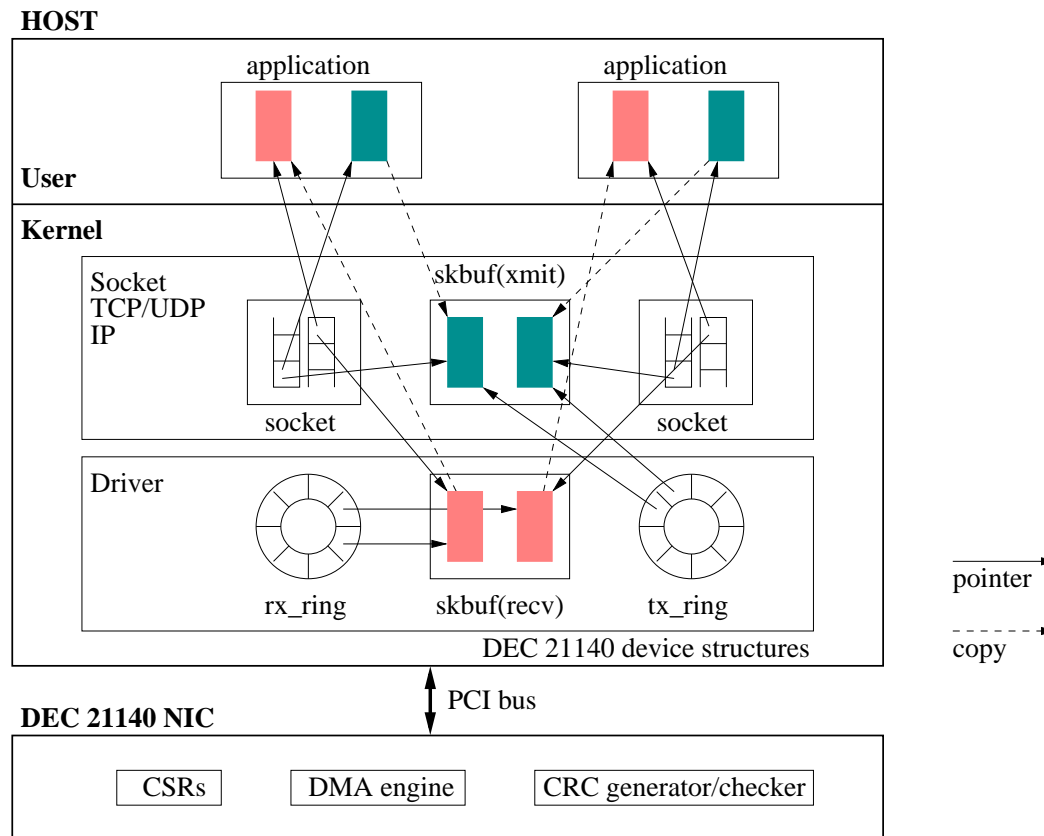 HOST
application
application
User
Kernel
Socket
TCP/UDP
IP
skbuf(xmit)
socket
socket
Driver
rx_ring
skbuf(recv)
tx_ring
pointer
copy
DEC 21140 device structures
PCI bus
DEC 21140 NIC
CSRs
DMA engine
CRC generator/checker